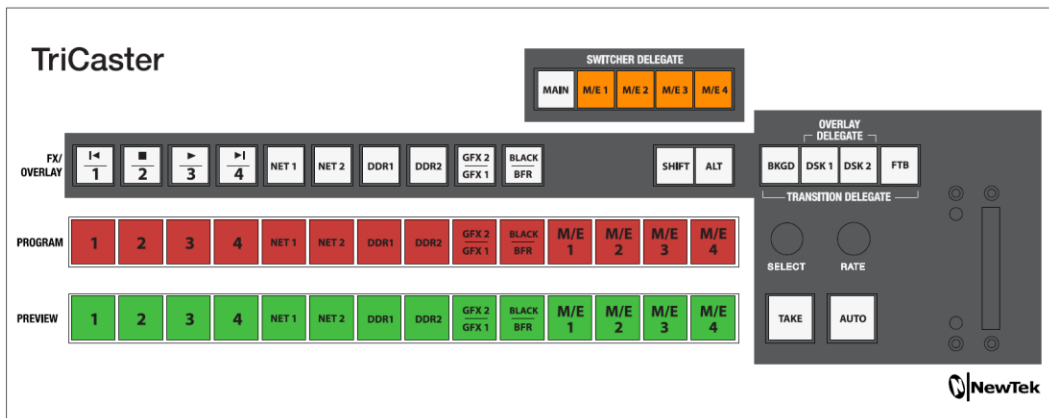 TriCaster
SWITCHER DELEGATE
MAIN M/E 1 M/E 2 M/E 3 M/E 4
OVERLAY
DELEGATE
FX/
OVERLAY
1 2 3 4 NET 1 NET 2 DDR1 DDR2 GFX 2 GFX 1 BLACK BFR SHIFT ALT BKGD DSK 1 DSK 2 FTB
TRANSITION DELEGATE
PROGRAM 1 2 3 4 NET 1 NET 2 DDR1 DDR2 GFX 2 GFX 1 BLACK BFR M/E 1 M/E 2 M/E 3 M/E 4
SELECT RATE
PREVIEW 1 2 3 4 NET 1 NET 2 DDR1 DDR2 GFX 2 GFX 1 BLACK BFR M/E 1 M/E 2 M/E 3 M/E 4
TAKE AUTO
NewTek